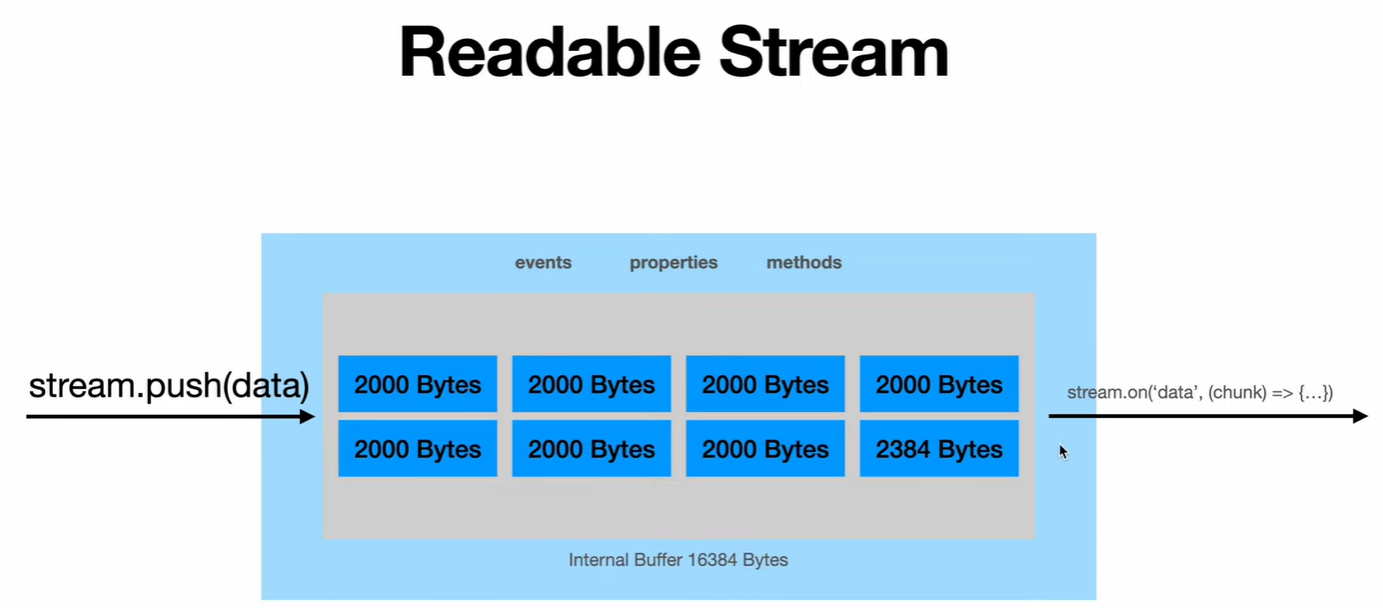 Readable Stream
events properties methods
stream.push(data)
2000 Bytes 2000 Bytes 2000 Bytes 2000 Bytes
2000 Bytes 2000 Bytes 2000 Bytes 2384 Bytes
stream.on(‘data’, (chunk) => {…})
Internal Buffer 16384 Bytes